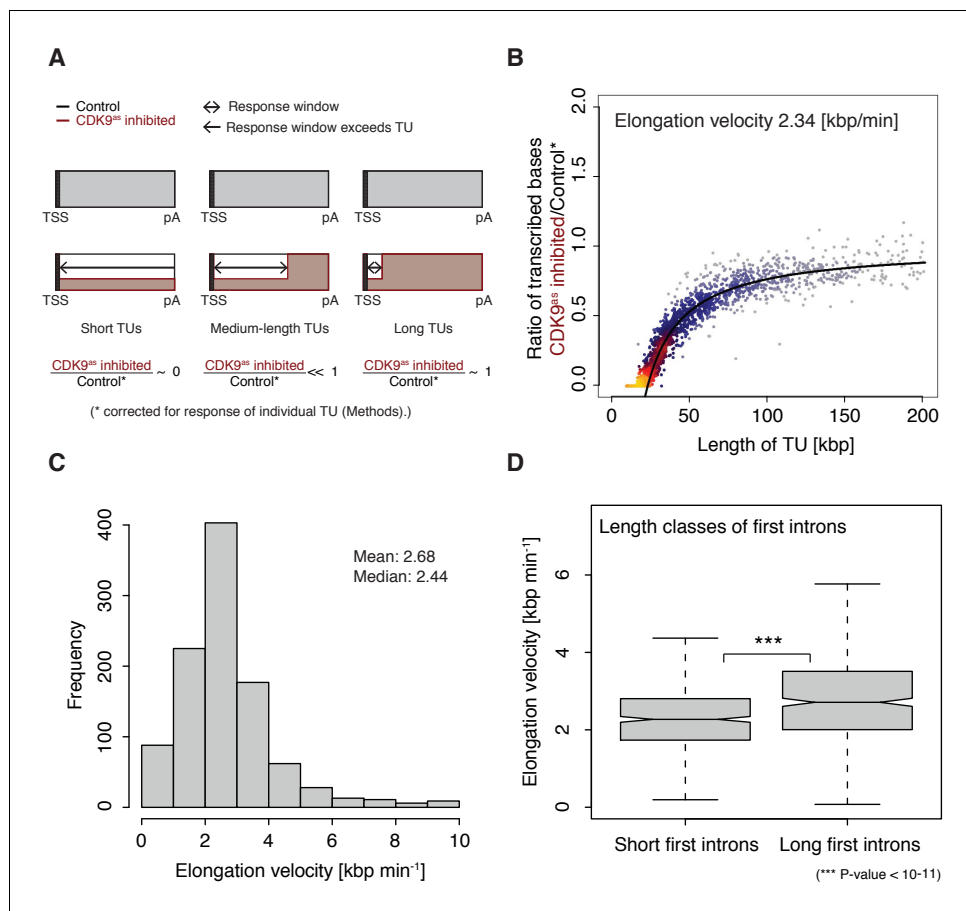 A
Control
CDK9as inhibited
Response window
Response window exceeds TU
TSS pA TSS pA TSS pA
TSS pA TSS pA TSS pA
Short TUs Medium-length TUs Long TUs
CDK9as inhibited ~ 0 CDK9as inhibited << 1 CDK9as inhibited ~ 1
Control* Control* Control*
(* corrected for response of individual TU (Methods).)
B
Elongation velocity 2.34 [kbp/min]
Ratio of transcribed bases
CDK9as inhibited/Control*
2.0
1.5
1.0
0.5
0.0
0 50 100 150 200
Length of TU [kbp]
C
Mean: 2.68
Median: 2.44
Frequency
400
300
200
100
0
0 2 4 6 8 10
Elongation velocity [kbp min-1]
D
Length classes of first introns
Elongation velocity [kbp min-1]
6
4
2
0
***
Short first introns Long first introns
(*** P-value < 10-11)